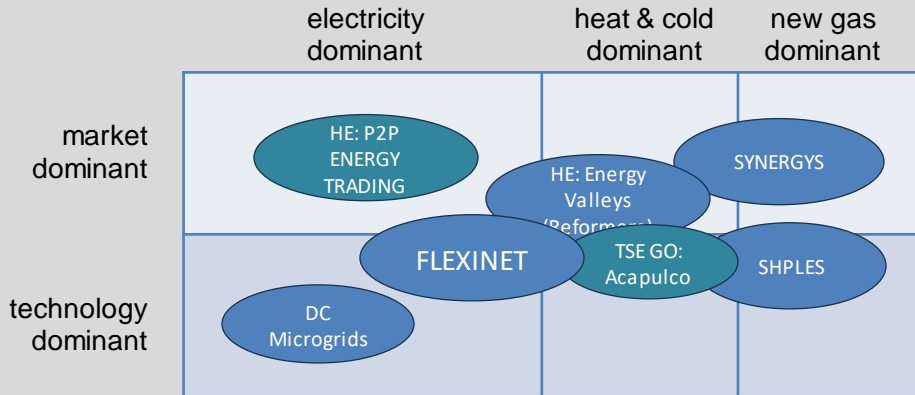 electricity
dominant
heat & cold
dominant
new gas
dominant
market
dominant
HE: P2P
ENERGY
TRADING
HE: Energy
Valleys
(Reformers)
SYNERGYS
FLEXINET
TSE GO:
Acapulco
SHPLES
technology
dominant
DC
Microgrids